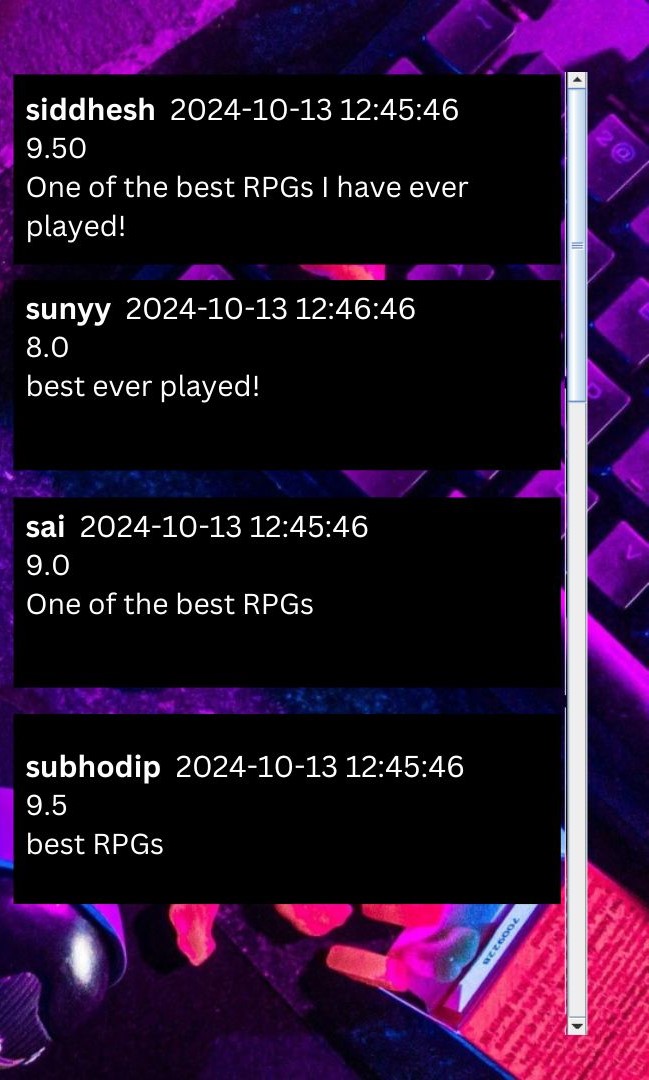 siddhesh 2024-10-13 12:45:46
9.50
One of the best RPGs I have ever
played!
sunyy 2024-10-13 12:46:46
8.0
best ever played!
sai 2024-10-13 12:45:46
9.0
One of the best RPGs
subhodip 2024-10-13 12:45:46
9.5
best RPGs